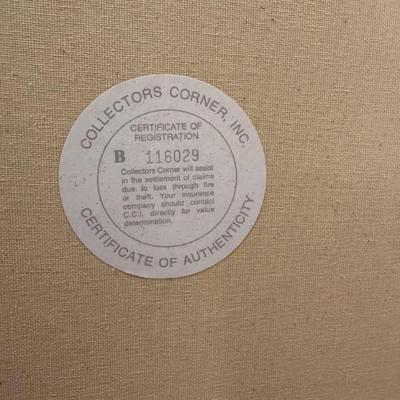 COLLECTORS CORNER, INC.
CERTIFICATE OF
REGISTRATION
B 116029
Collectors Corner will assist
in the settlement of claims
due to loss through fire
or theft. Your insurance
company should contact
C.C.I. directly for value
determination.
CERTIFICATE OF AUTHENTICITY